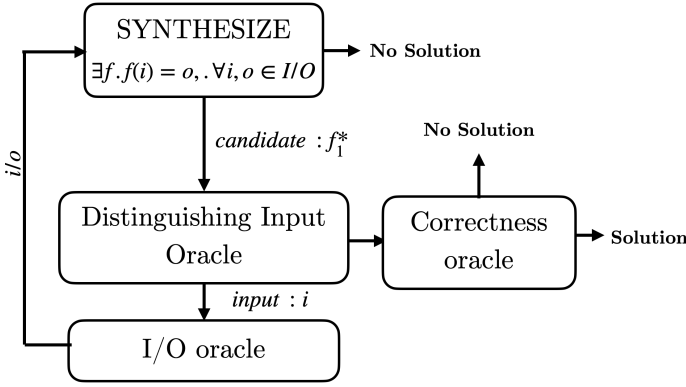 SYNTHESIZE
∃f.f(i) = o,.∀i,o ∈ I/O
No Solution
candidate : f₁*
i/o
No Solution
Distinguishing Input
Oracle
Correctness
oracle
Solution
input : i
I/O oracle